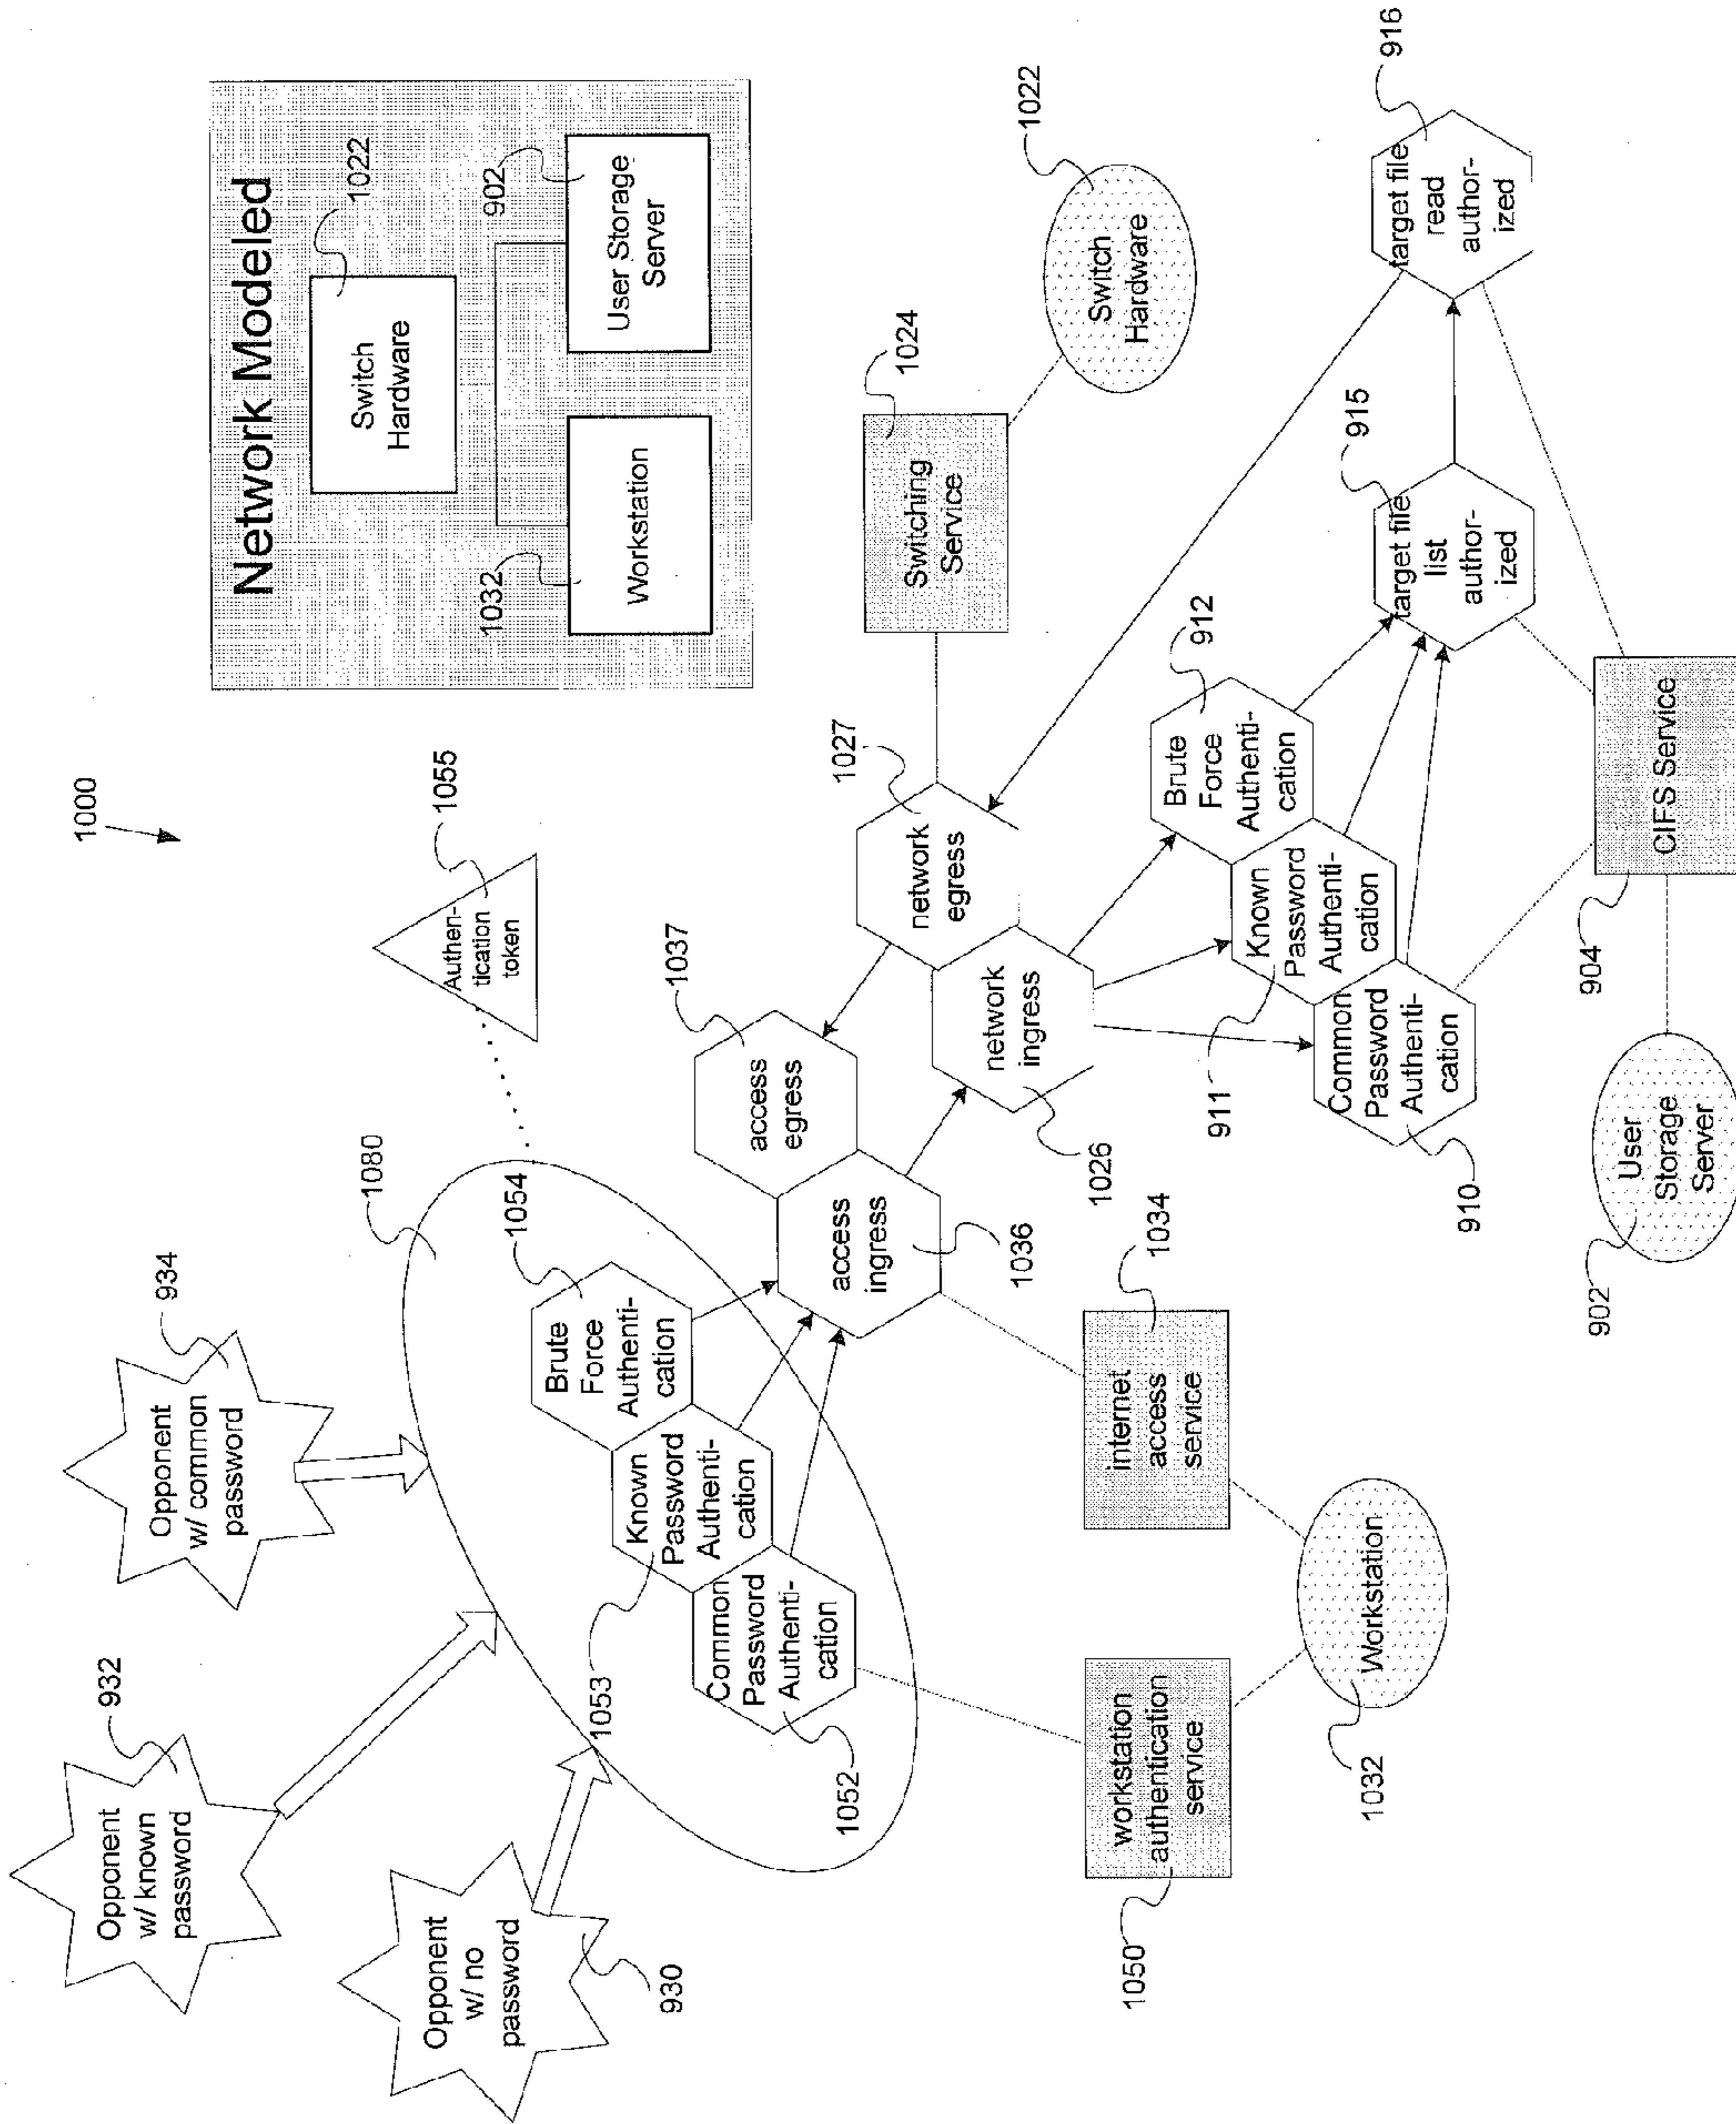 1000
Network Modeled
Switch
Hardware
1022
1032
Workstation
902
User Storage
Server
Opponent
w/ known
password
932
Opponent
w/ common
password
934
Opponent
w/ no
password
930
1080
Authen-
tication
token
1055
Brute
Force
Authenti-
cation
1054
Known
Password
Authenti-
cation
1053
Common
Password
Authenti-
cation
1052
access
egress
1037
access
ingress
1036
network
egress
1027
network
ingress
1026
Switching
Service
1024
Switch
Hardware
1022
Brute
Force
Authenti-
cation
912
Known
Password
Authenti-
cation
911
Common
Password
Authenti-
cation
910
target file
list
author-
ized
915
target file
read
author-
ized
916
workstation
authentication
service
1050
internet
access
service
1034
Workstation
1032
User
Storage
Server
902
CIFS Service
904